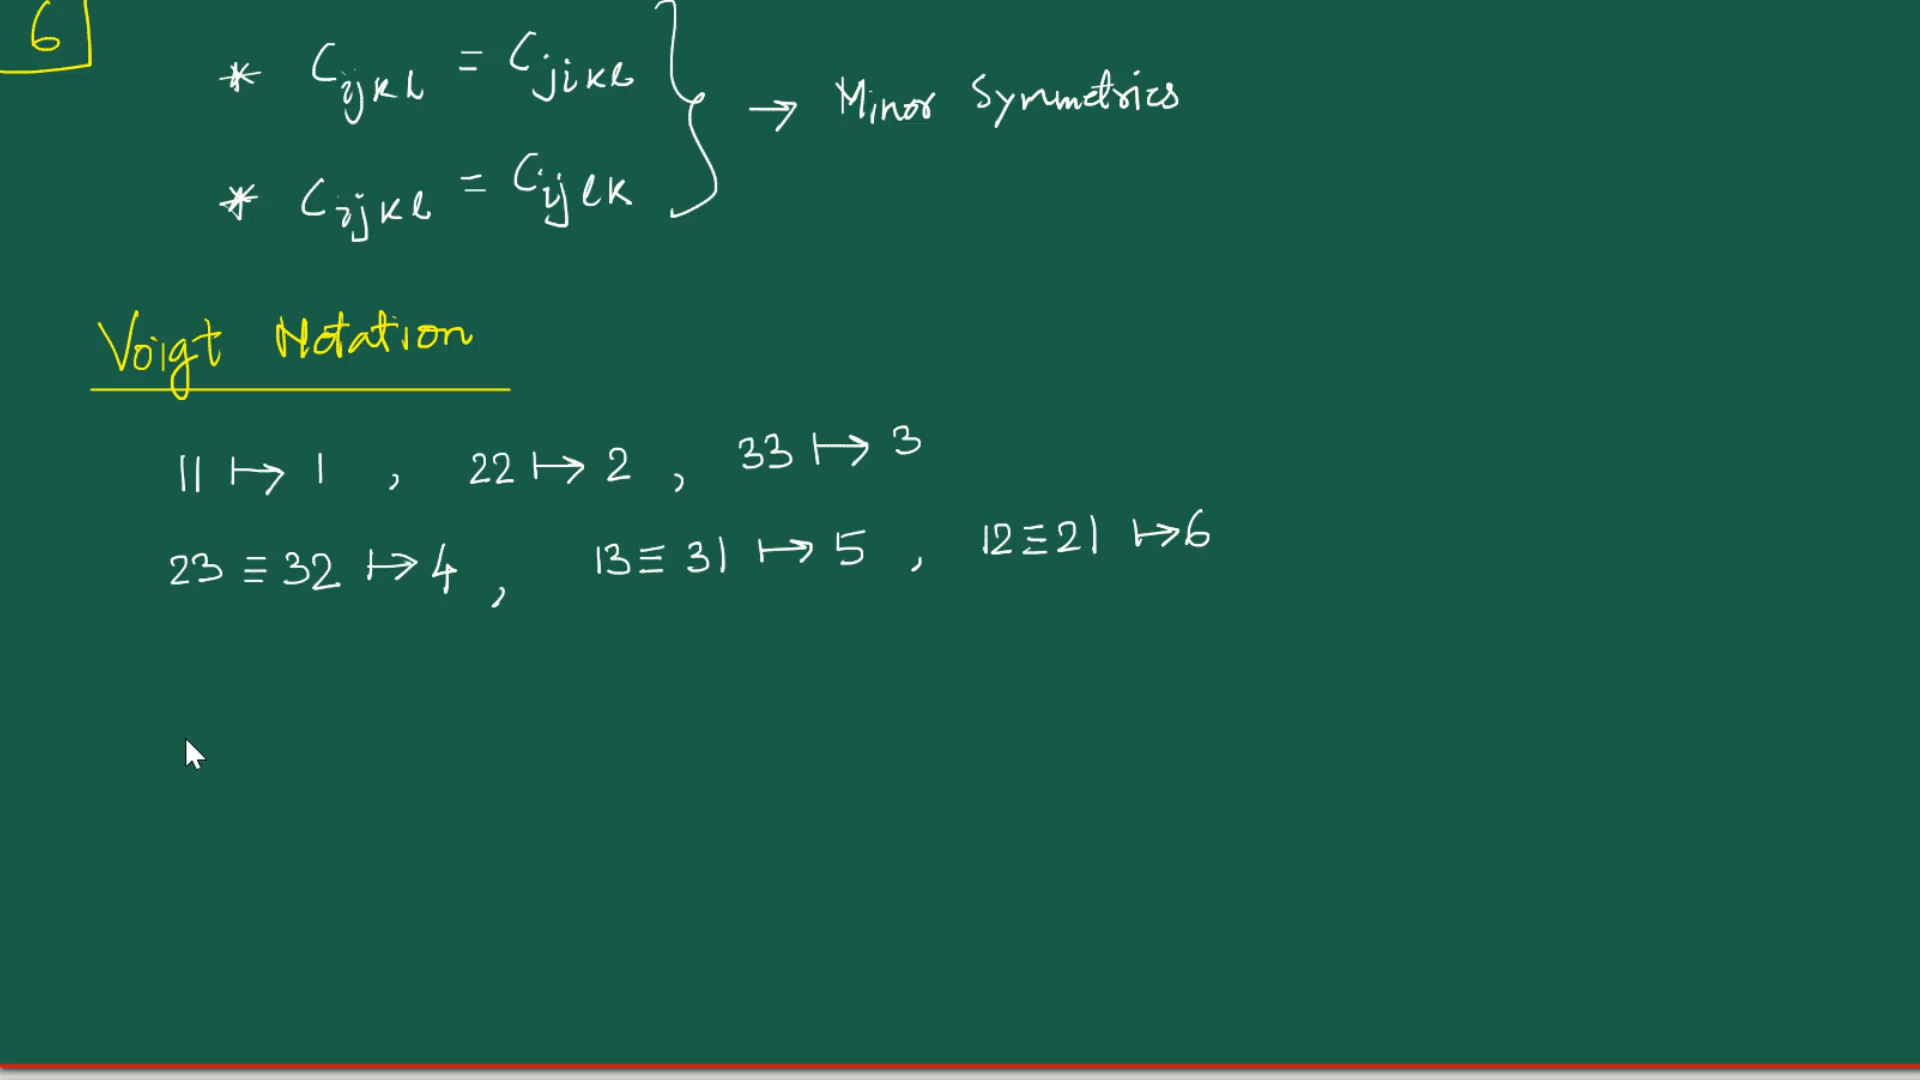 6
* C_ijkl = C_jikl
→ Minor Symmetries
* C_ijkl = C_ijlk
Voigt Notation
11 ↦ 1 , 22 ↦ 2 , 33 ↦ 3
23 ≡ 32 ↦ 4 , 13 ≡ 31 ↦ 5 , 12 ≡ 21 ↦ 6